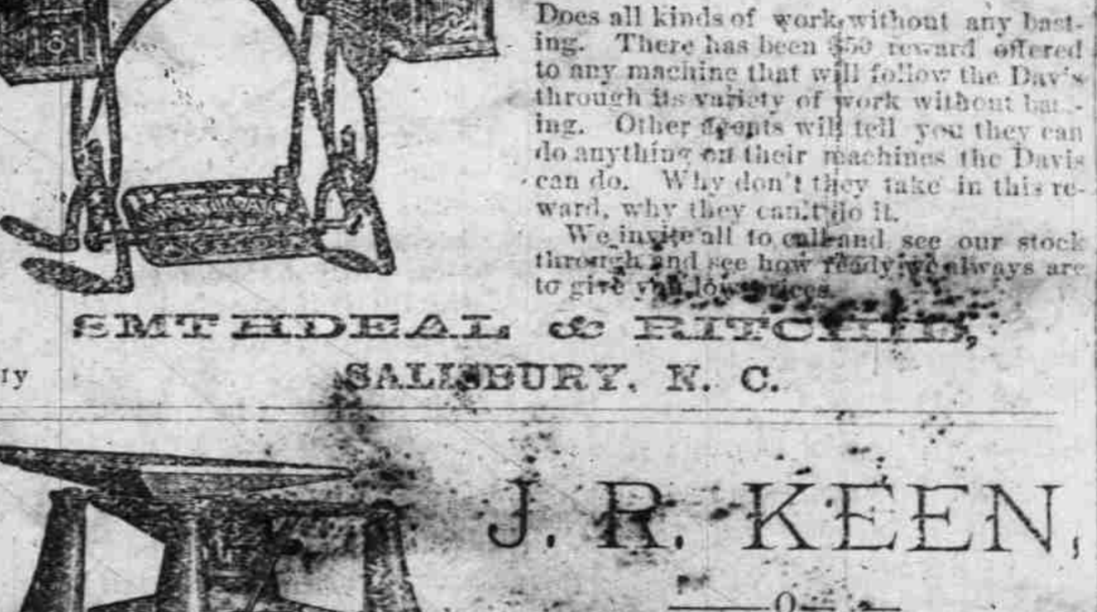 Does all kinds of work without any bast-
ing. There has been $50 reward offered
to any machine that will follow the Davis
through its variety of work without bast-
ing. Other agents will tell you they can
do anything on their machines the Davis
can do. Why don't they take in this re-
ward, why they can't do it.
We invite all to call and see our stock
through and see how ready we always are
to give you low prices
SMITHDEAL & RITCHIE,
ty
SALISBURY, N. C.
J. R. KEEN,